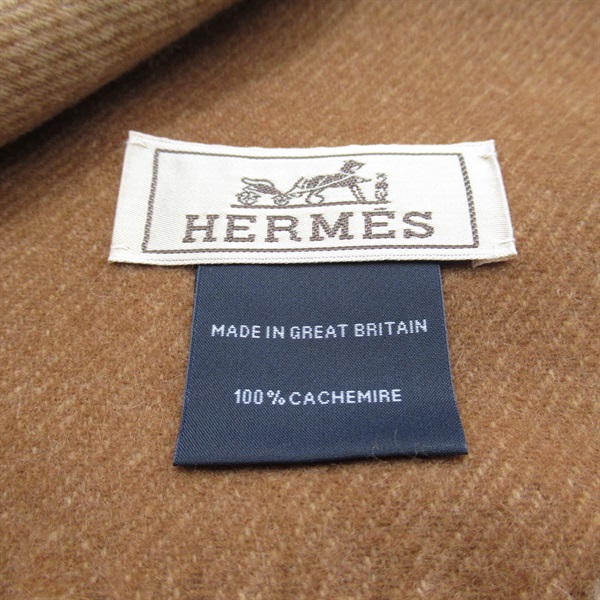 HERMES
MADE IN GREAT BRITAIN
100% CACHEMIRE